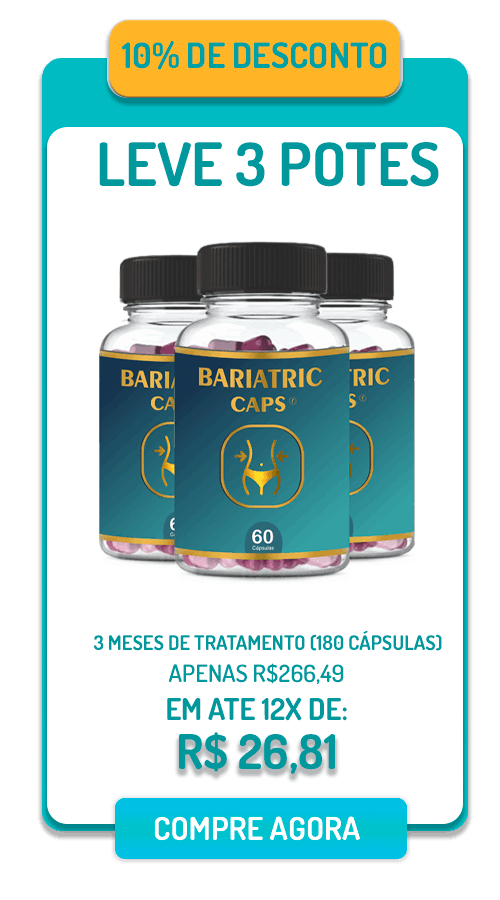 10% DE DESCONTO
LEVE 3 POTES
BARIATRIC
CAPS
60
Cápsulas
3 MESES DE TRATAMENTO (180 CÁPSULAS)
APENAS R$266,49
EM ATE 12X DE:
R$ 26,81
COMPRE AGORA